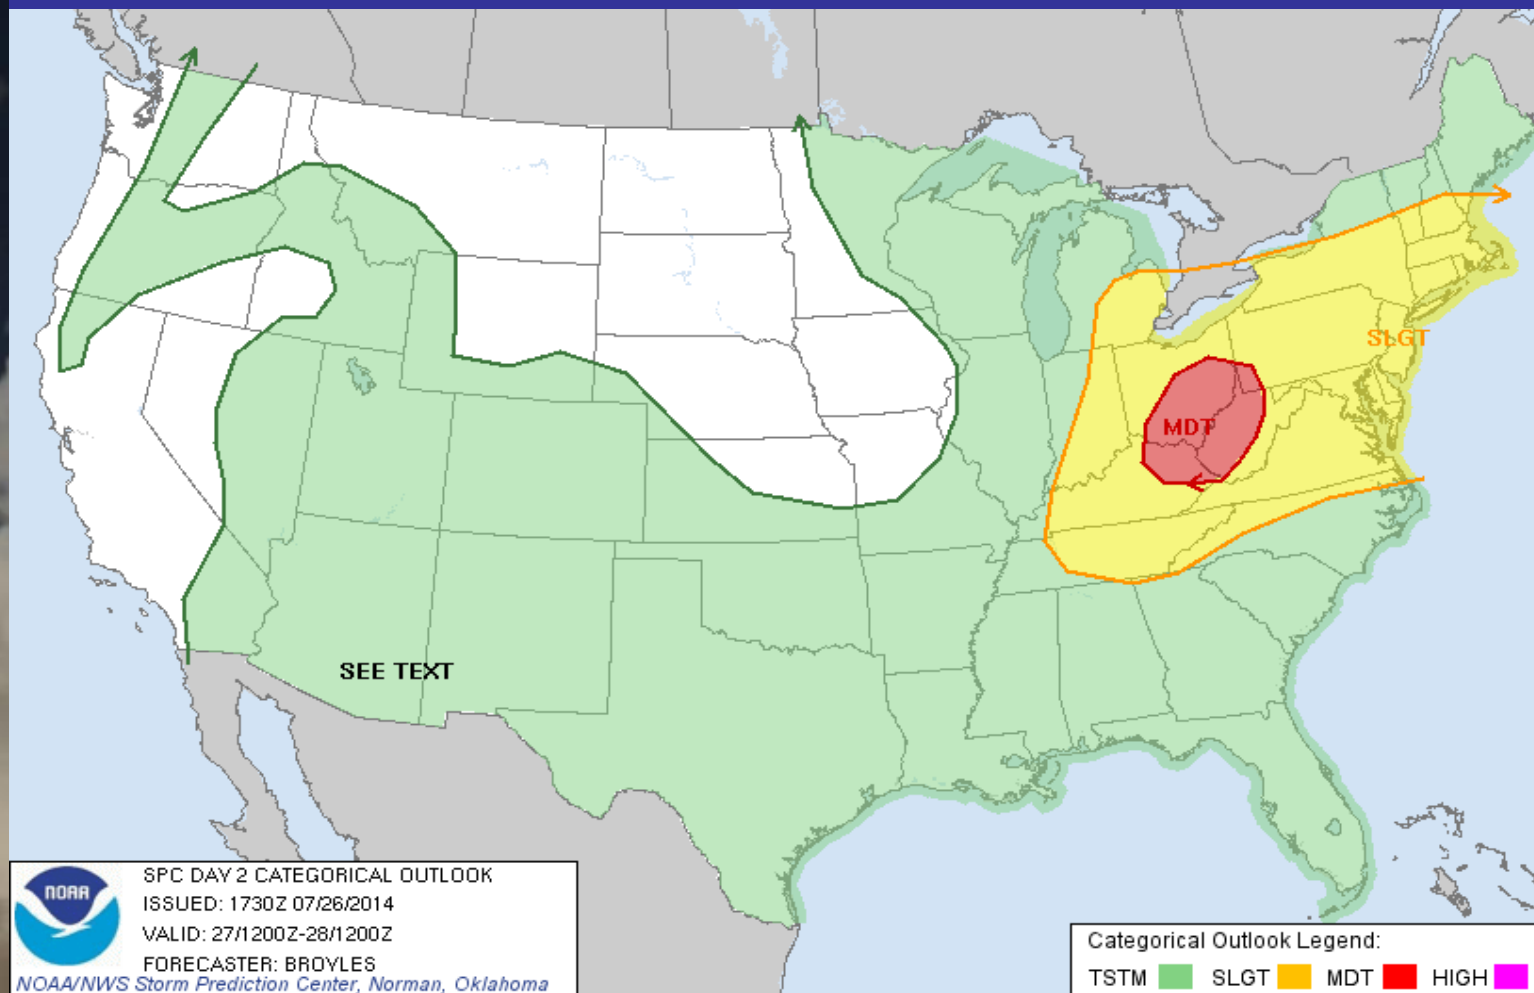 SLGT
MDT
SEE TEXT
NOAA
SPC DAY 2 CATEGORICAL OUTLOOK
ISSUED: 1730Z 07/26/2014
VALID: 27/1200Z-28/1200Z
FORECASTER: BROYLES
NOAA/NWS Storm Prediction Center, Norman, Oklahoma
Categorical Outlook Legend:
TSTM SLGT MDT HIGH